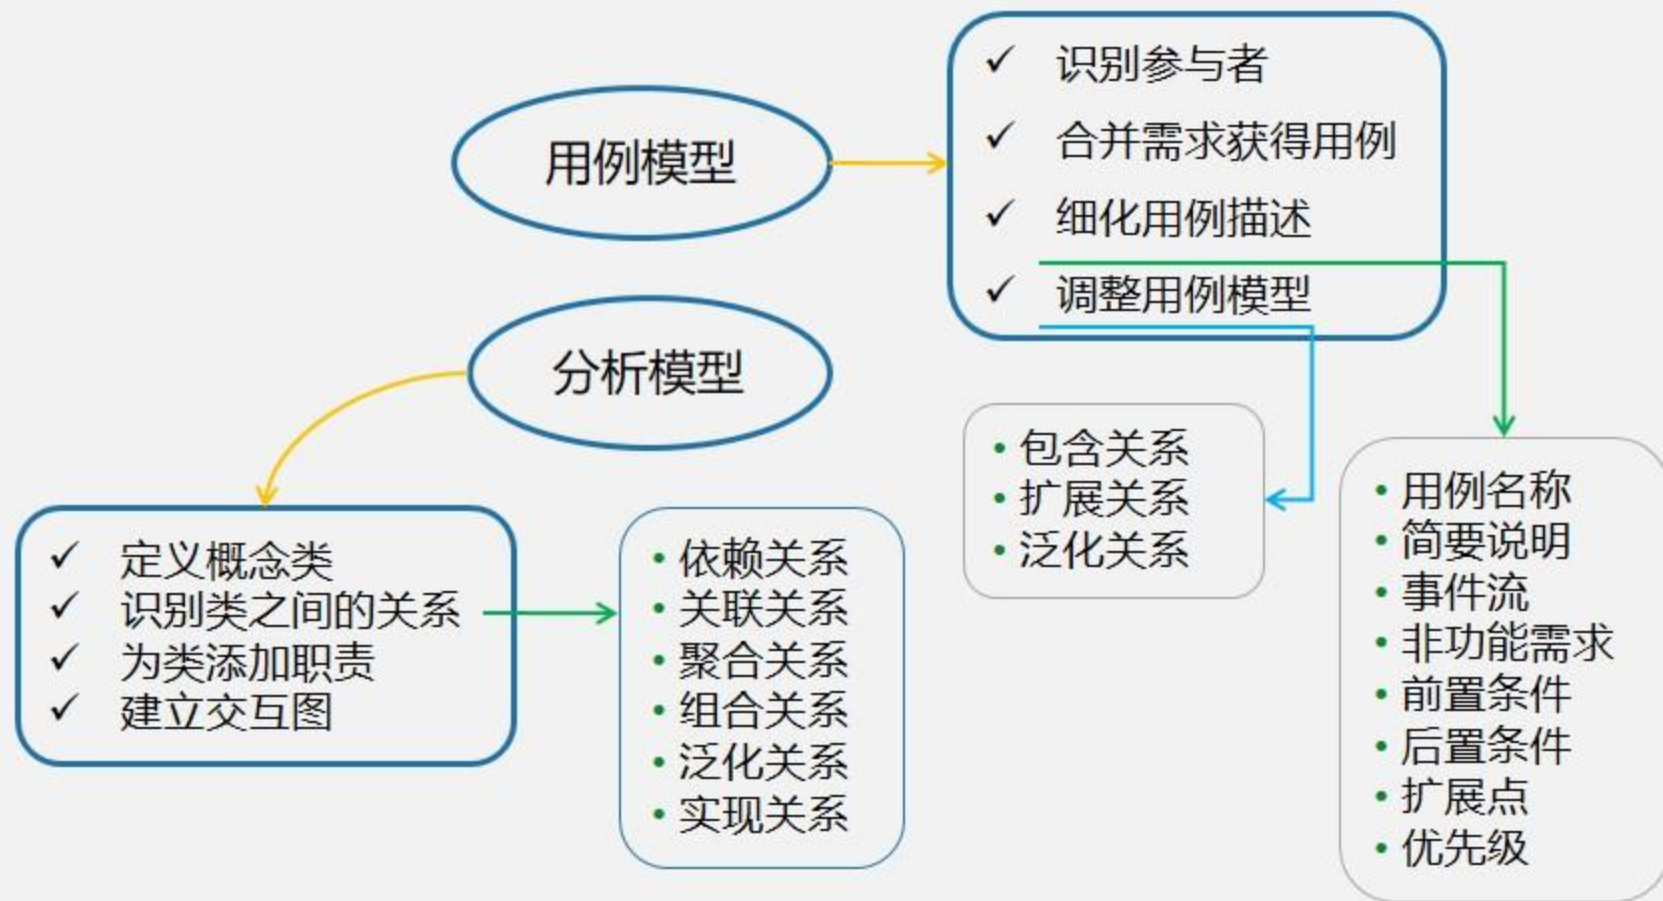 用例模型
✓ 识别参与者
✓ 合并需求获得用例
✓ 细化用例描述
✓ 调整用例模型
分析模型
• 包含关系
• 扩展关系
• 泛化关系
• 用例名称
• 简要说明
• 事件流
• 非功能需求
• 前置条件
• 后置条件
• 扩展点
• 优先级
✓ 定义概念类
✓ 识别类之间的关系
✓ 为类添加职责
✓ 建立交互图
• 依赖关系
• 关联关系
• 聚合关系
• 组合关系
• 泛化关系
• 实现关系